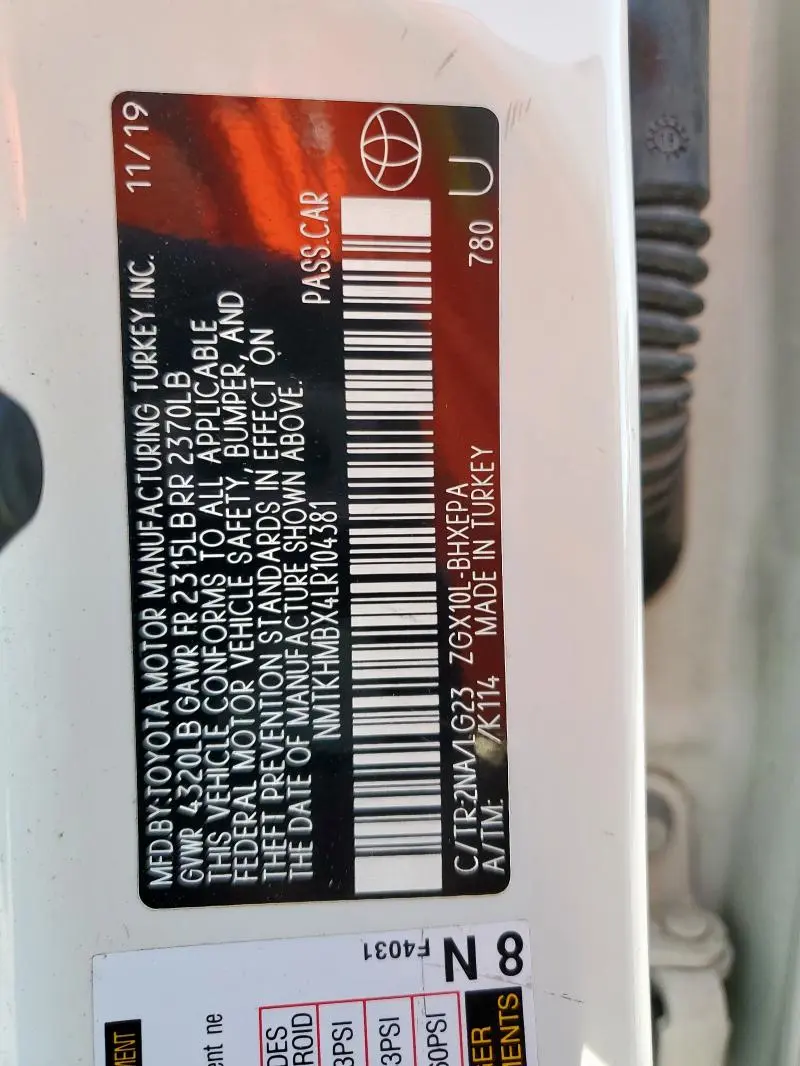 MFD.BY:TOYOTA MOTOR MANUFACTURING TURKEY INC. 11/19
GVWR 4320LB GAWR FR 2315LB RR 2370LB
THIS VEHICLE CONFORMS TO ALL APPLICABLE
FEDERAL MOTOR VEHICLE SAFETY, BUMPER, AND
THEFT PREVENTION STANDARDS IN EFFECT ON
THE DATE OF MANUFACTURE SHOWN ABOVE.
NMTKHMBX4LR104381 PASS.CAR
C/TR:2NA/LG23 ZGX10L-BHXEPA 780 U
A/TM: /K114 MADE IN TURKEY
8 N
F4031
MENT
ent ne
DES
ROID
3PSI
3PSI
60PSI
GER
MENTS